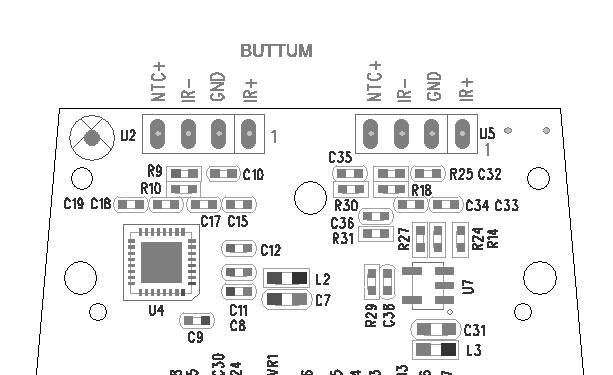 BUTTUM
NTC+ IR- GND IR+ NTC+ IR- GND IR+
U2 1 U5 1
C35
R9 C10 R25 C32
R10 R18
C19 C18 C17 C15 R30 C34 C33
C36
R31 R27 R24 R14
C12
L2 U7
C7
U4 C11 R29 C38
C8
C9 C31
L3